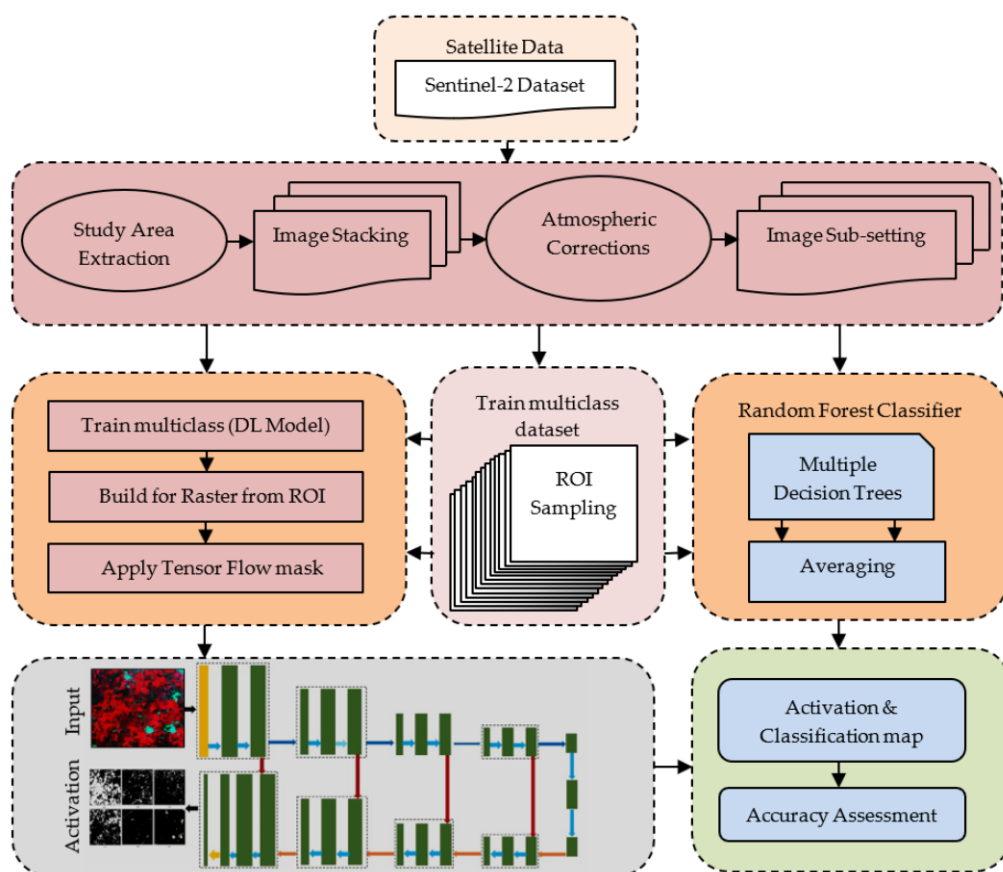 Satellite Data
Sentinel-2 Dataset
Study Area
Extraction
Image Stacking
Atmospheric
Corrections
Image Sub-setting
Train multiclass (DL Model)
Build for Raster from ROI
Apply Tensor Flow mask
Train multiclass
dataset
ROI
Sampling
Random Forest Classifier
Multiple
Decision Trees
Averaging
Input
Activation
Activation &
Classification map
Accuracy Assessment